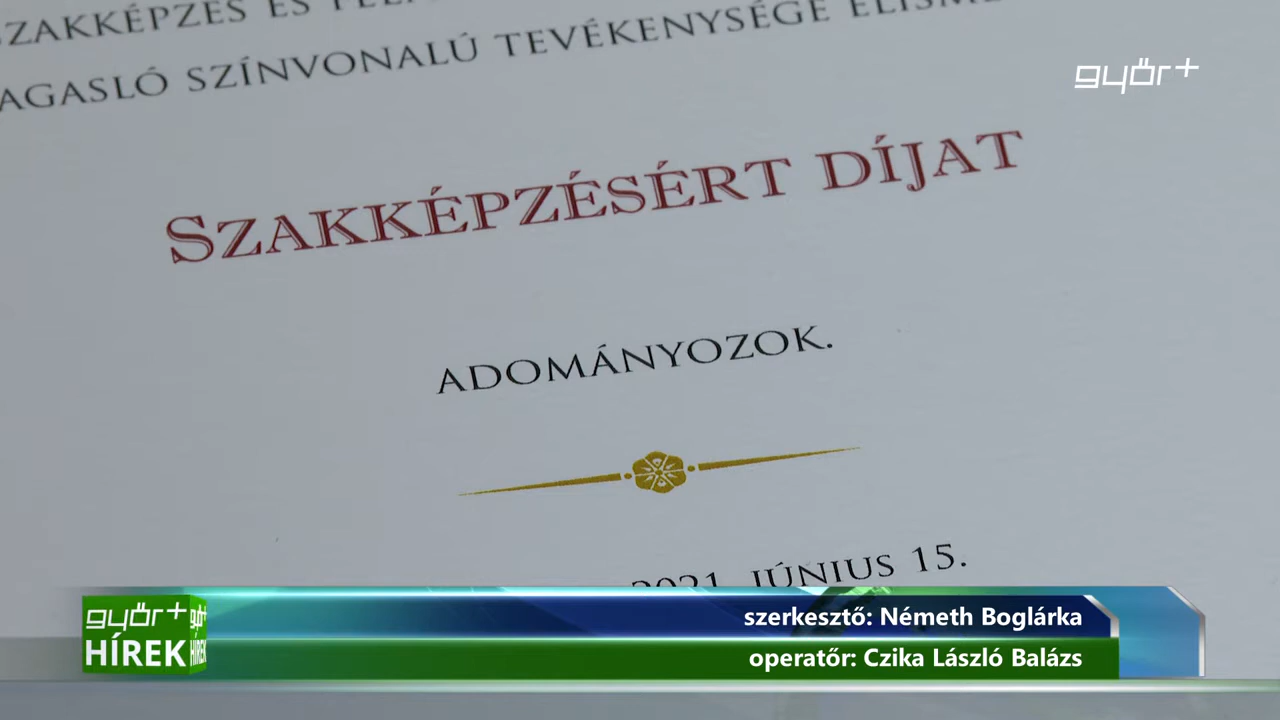 SZAKKÉPZÉS ÉS
AGASLÓ SZÍNVONALÚ TEVÉKENYSÉGE
győr+
SZAKKÉPZÉSÉRT DÍJAT
ADOMÁNYOZOK.
2021. JÚNIUS 15.
győr+
HÍREK
szerkesztő: Németh Boglárka
operatőr: Czika László Balázs